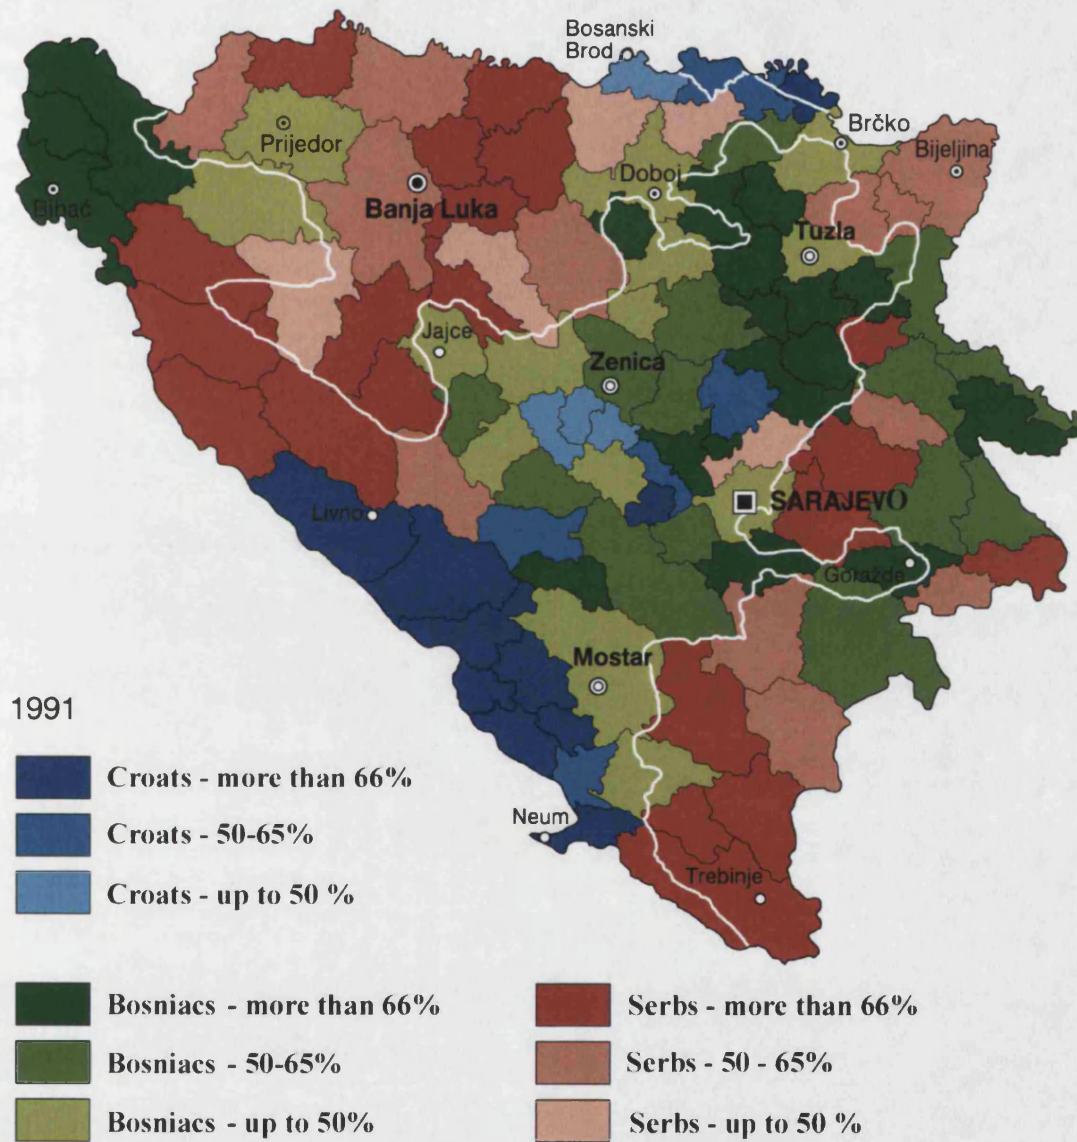 Bosanski
Brod
Brčko
Prijedor
Bijeljina
Doboj
Bihać
Banja Luka
Tuzla
Jajce
Zenica
SARAJEVO
Livno
Goražde
Mostar
1991
Croats - more than 66%
Neum
Croats - 50-65%
Croats - up to 50 %
Trebinje
Bosniacs - more than 66%
Serbs - more than 66%
Bosniacs - 50-65%
Serbs - 50 - 65%
Bosniacs - up to 50%
Serbs - up to 50 %